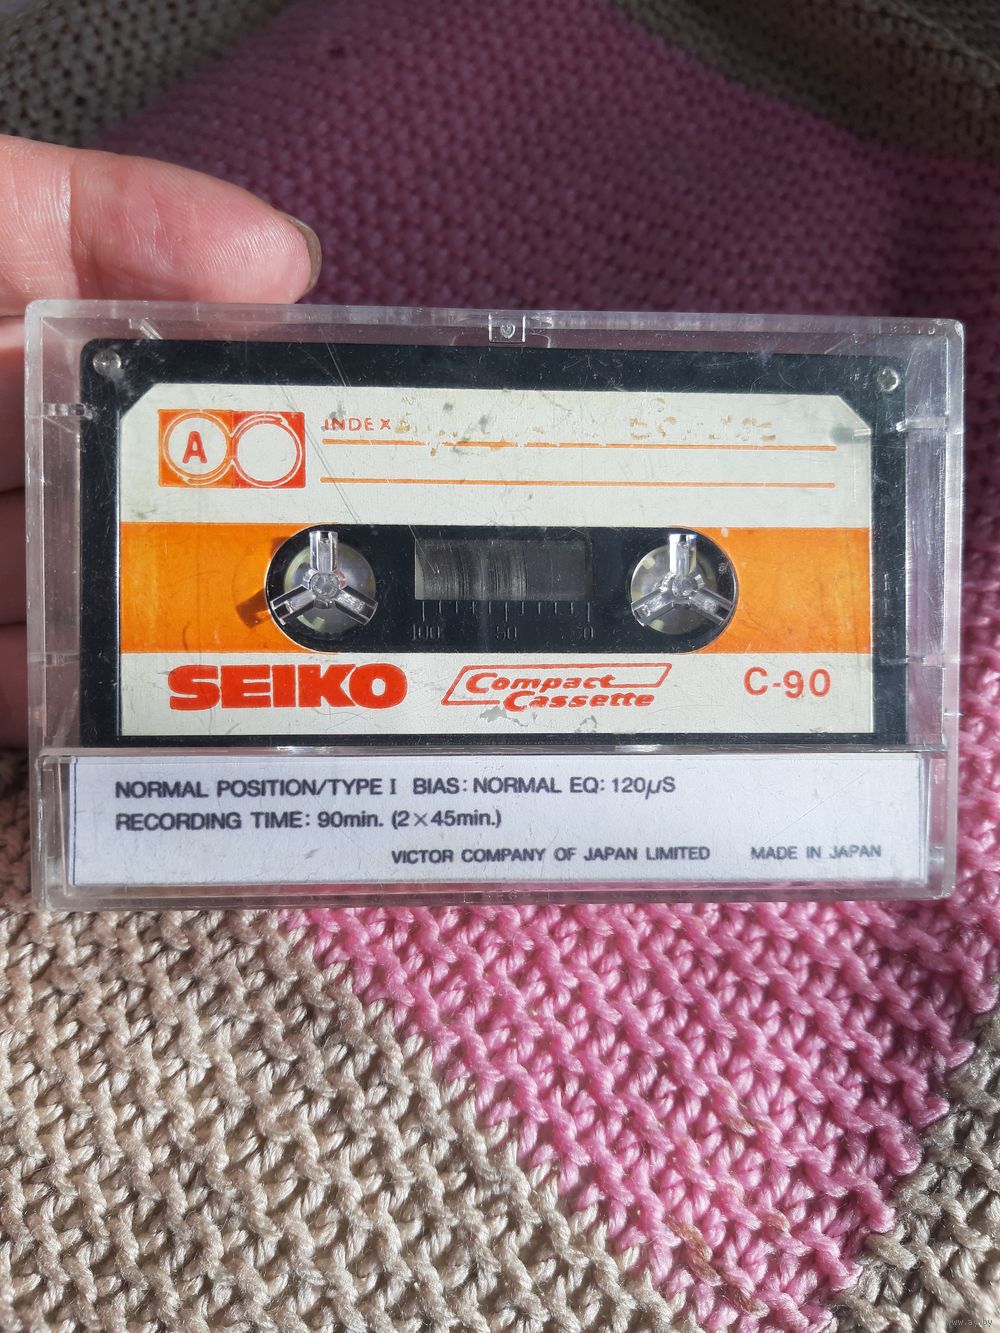 A
INDEX
100 50
SEIKO
Compact
Cassette
C-90
NORMAL POSITION/TYPE I BIAS: NORMAL EQ: 120μS
RECORDING TIME: 90min. (2×45min.)
VICTOR COMPANY OF JAPAN LIMITED MADE IN JAPAN